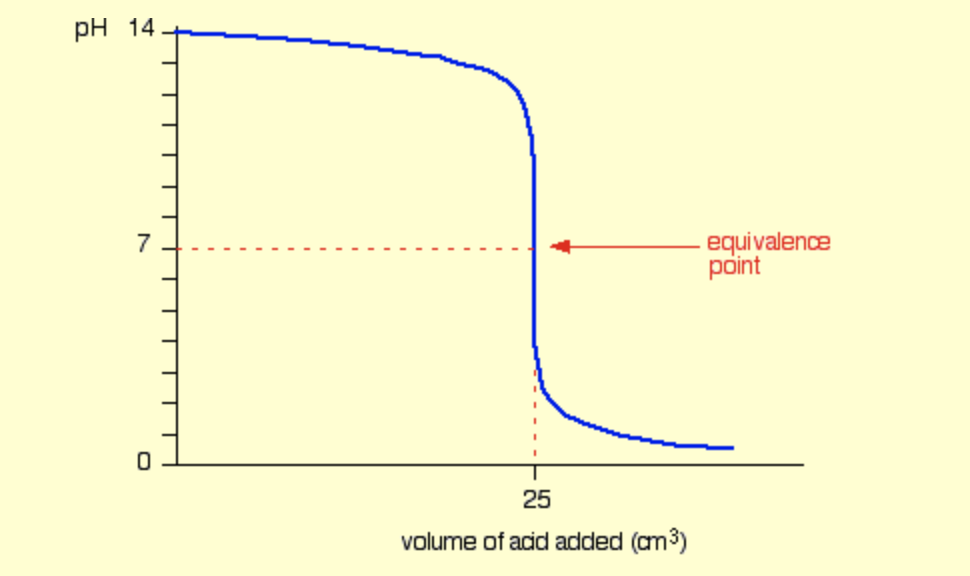 pH 14
7
equivalence
point
0
25
volume of acid added (cm³)